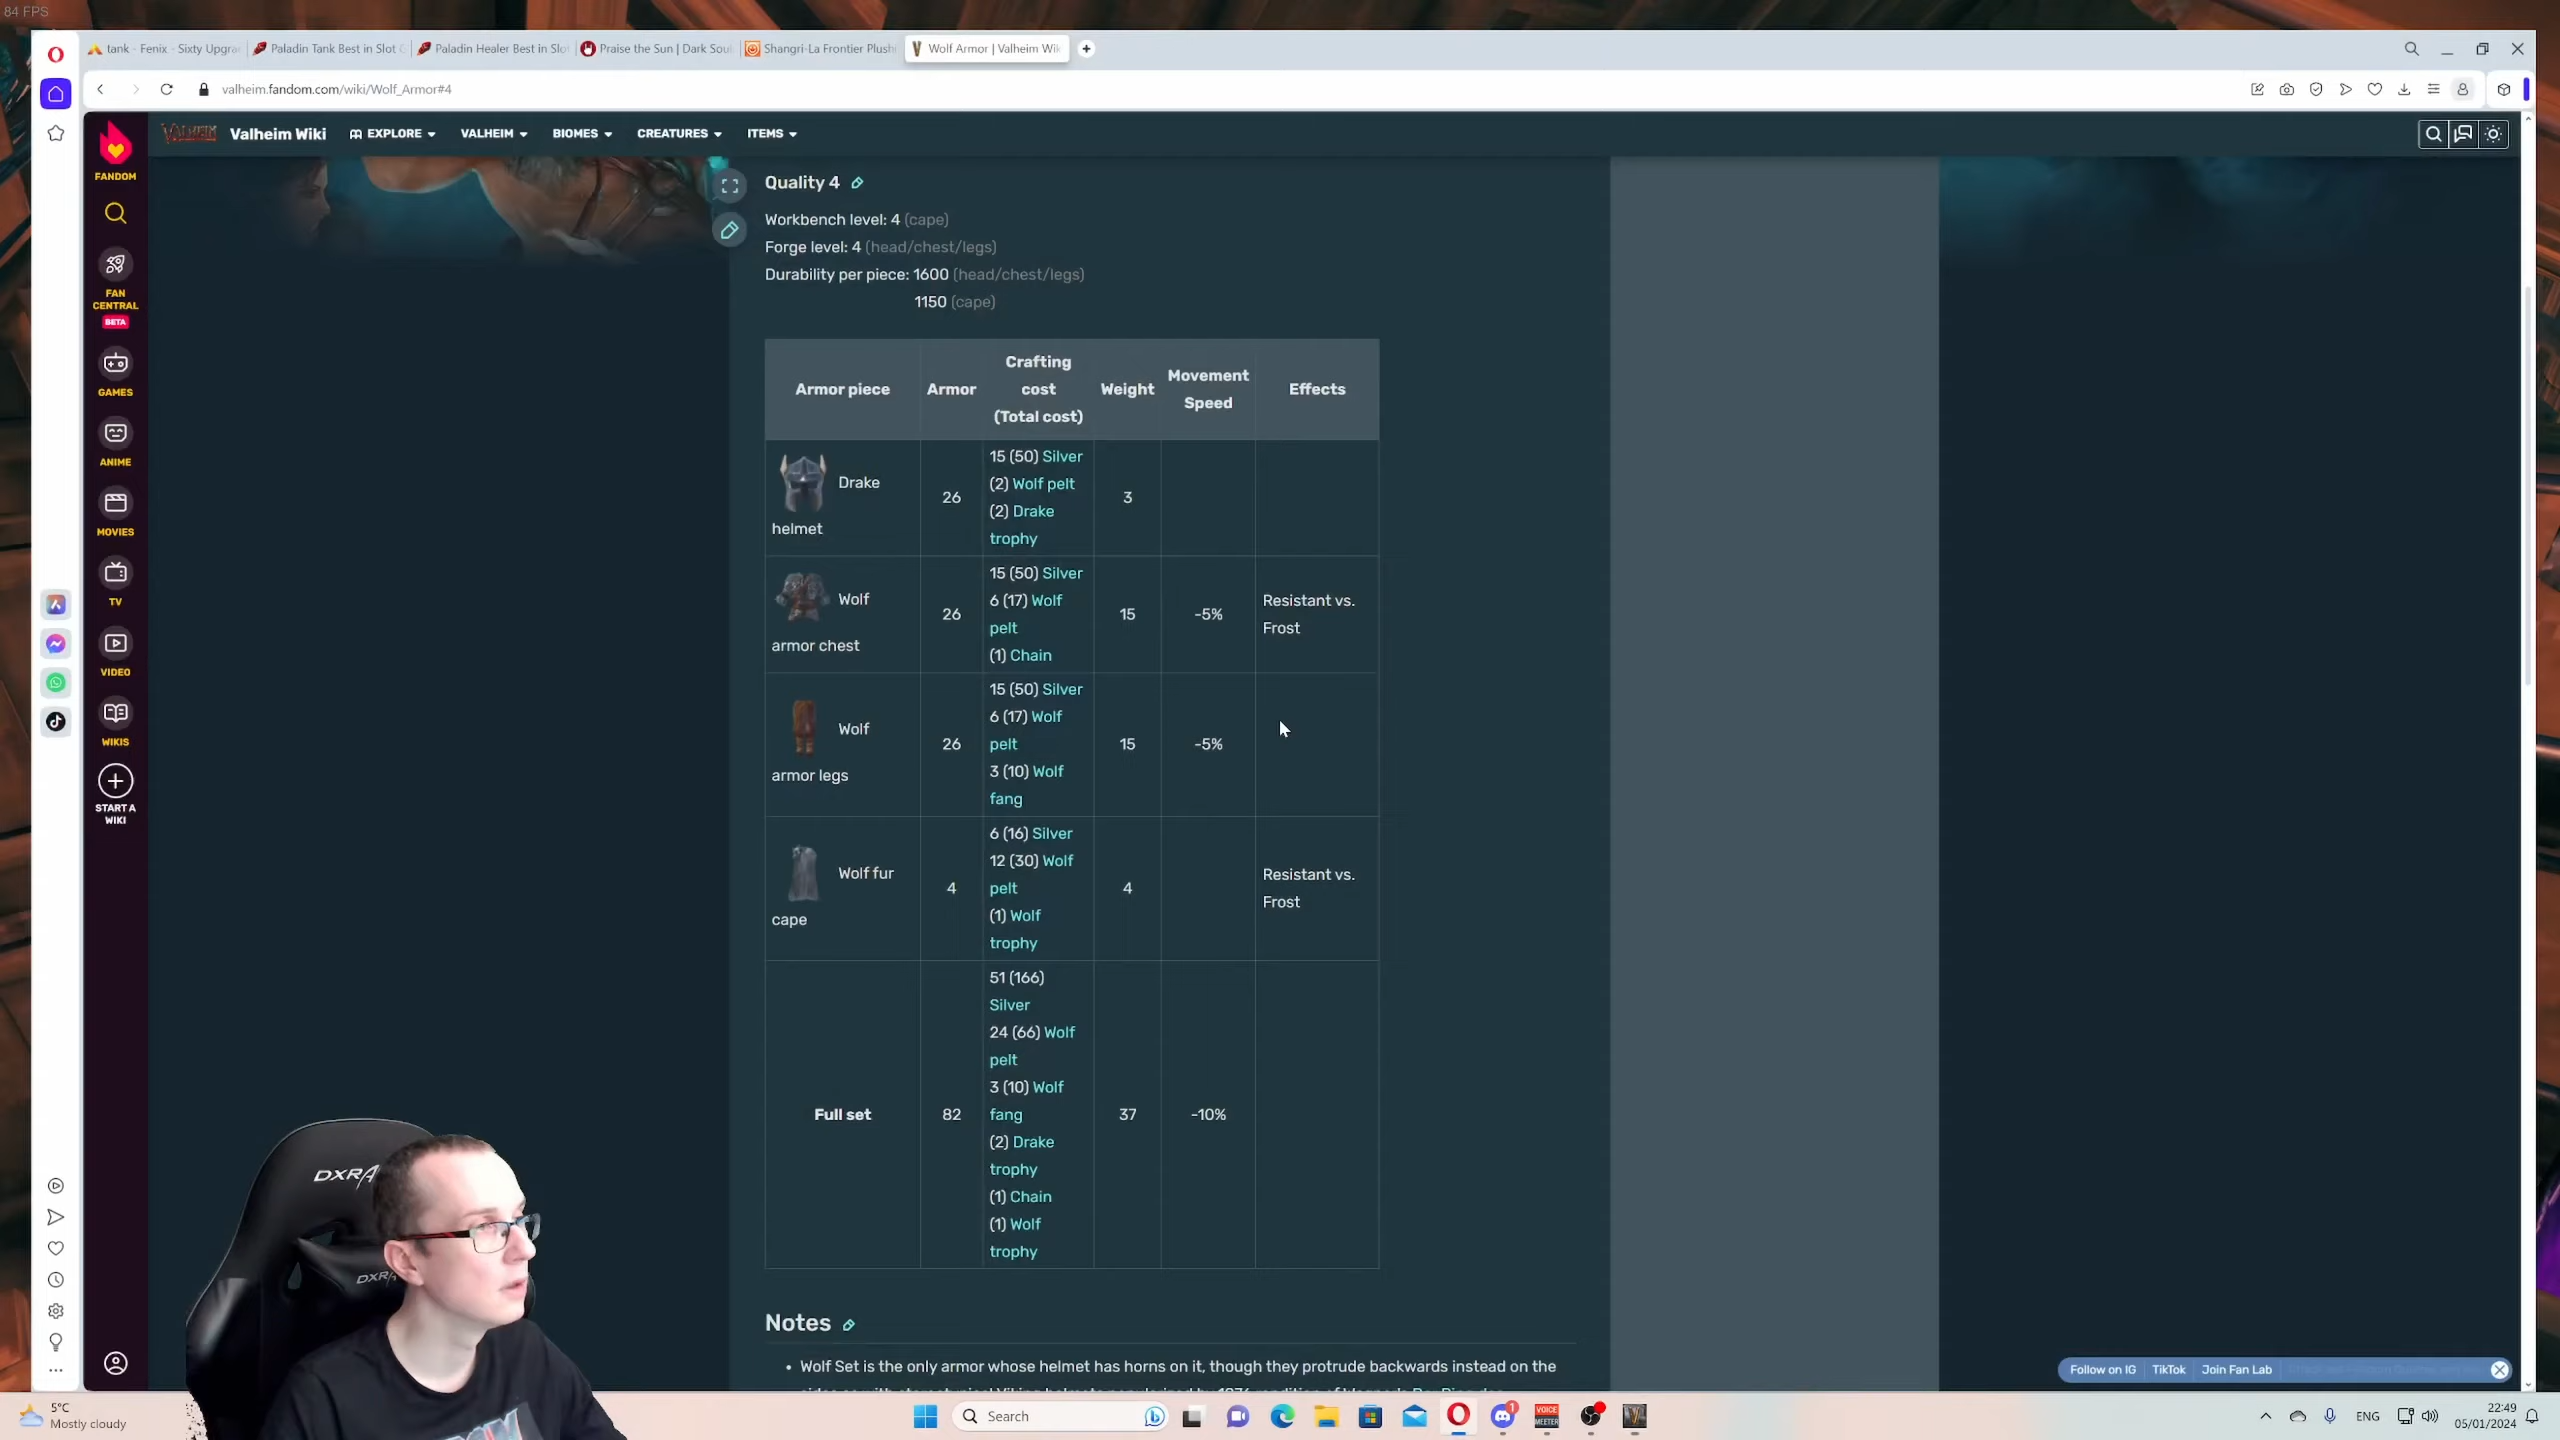 84 FPS
tank - Fenix - Sixty Upgra
Paladin Tank Best in Slot
Paladin Healer Best in Slo
Praise the Sun | Dark Sou
Shangri-La Frontier Plush
Wolf Armor | Valheim Wik
valheim.fandom.com/wiki/Wolf_Armor#4
VALHEIM
Valheim Wiki
EXPLORE
VALHEIM
BIOMES
CREATURES
ITEMS
FANDOM
FAN
CENTRAL
BETA
GAMES
ANIME
MOVIES
TV
VIDEO
WIKIS
START A
WIKI
Quality 4
Workbench level: 4 (cape)
Forge level: 4 (head/chest/legs)
Durability per piece: 1600 (head/chest/legs)
1150 (cape)
Armor piece
Armor
Crafting
cost
(Total cost)
Weight
Movement
Speed
Effects
Drake
helmet
26
15 (50) Silver
(2) Wolf pelt
(2) Drake
trophy
3
Wolf
armor chest
26
15 (50) Silver
6 (17) Wolf
pelt
(1) Chain
15
-5%
Resistant vs.
Frost
Wolf
armor legs
26
15 (50) Silver
6 (17) Wolf
pelt
3 (10) Wolf
fang
15
-5%
Wolf fur
cape
4
6 (16) Silver
12 (30) Wolf
pelt
(1) Wolf
trophy
4
Resistant vs.
Frost
Full set
82
51 (166)
Silver
24 (66) Wolf
pelt
3 (10) Wolf
fang
(2) Drake
trophy
(1) Chain
(1) Wolf
trophy
37
-10%
Notes
• Wolf Set is the only armor whose helmet has horns on it, though they protrude backwards instead on the
DXRA
DXRA
Follow on IG
TikTok
Join Fan Lab
5°C
Mostly cloudy
Search
1
VOICE
MEETER
ENG
22:49
05/01/2024